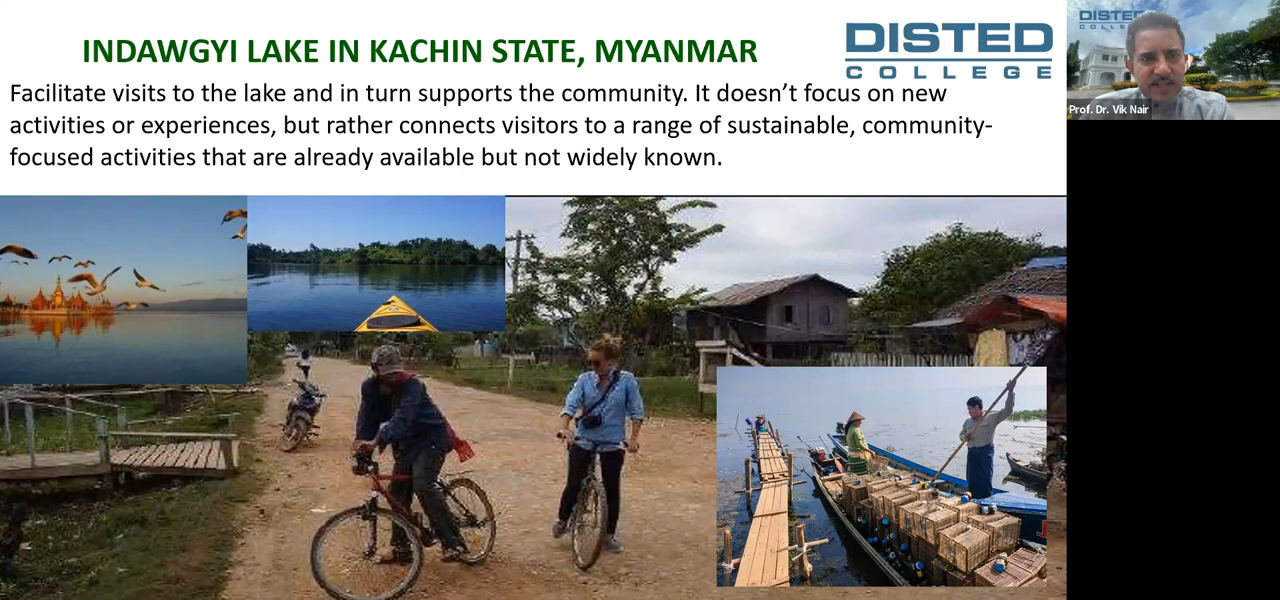 INDAWGYI LAKE IN KACHIN STATE, MYANMAR
DISTED
COLLEGE
Facilitate visits to the lake and in turn supports the community. It doesn’t focus on new
activities or experiences, but rather connects visitors to a range of sustainable, community-
focused activities that are already available but not widely known.
DISTED
COLLEGE
Prof. Dr. Vik Nair